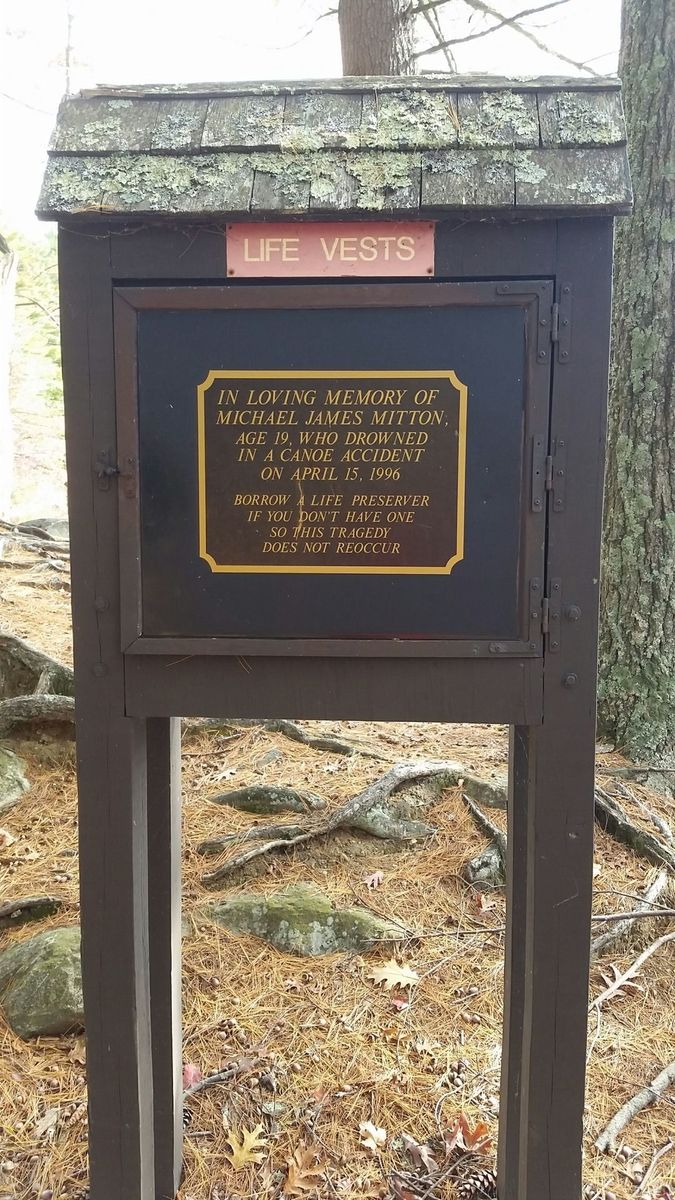 LIFE VESTS
IN LOVING MEMORY OF
MICHAEL JAMES MITTON,
AGE 19, WHO DROWNED
IN A CANOE ACCIDENT
ON APRIL 15, 1996
BORROW A LIFE PRESERVER
IF YOU DON'T HAVE ONE
SO THIS TRAGEDY
DOES NOT REOCCUR